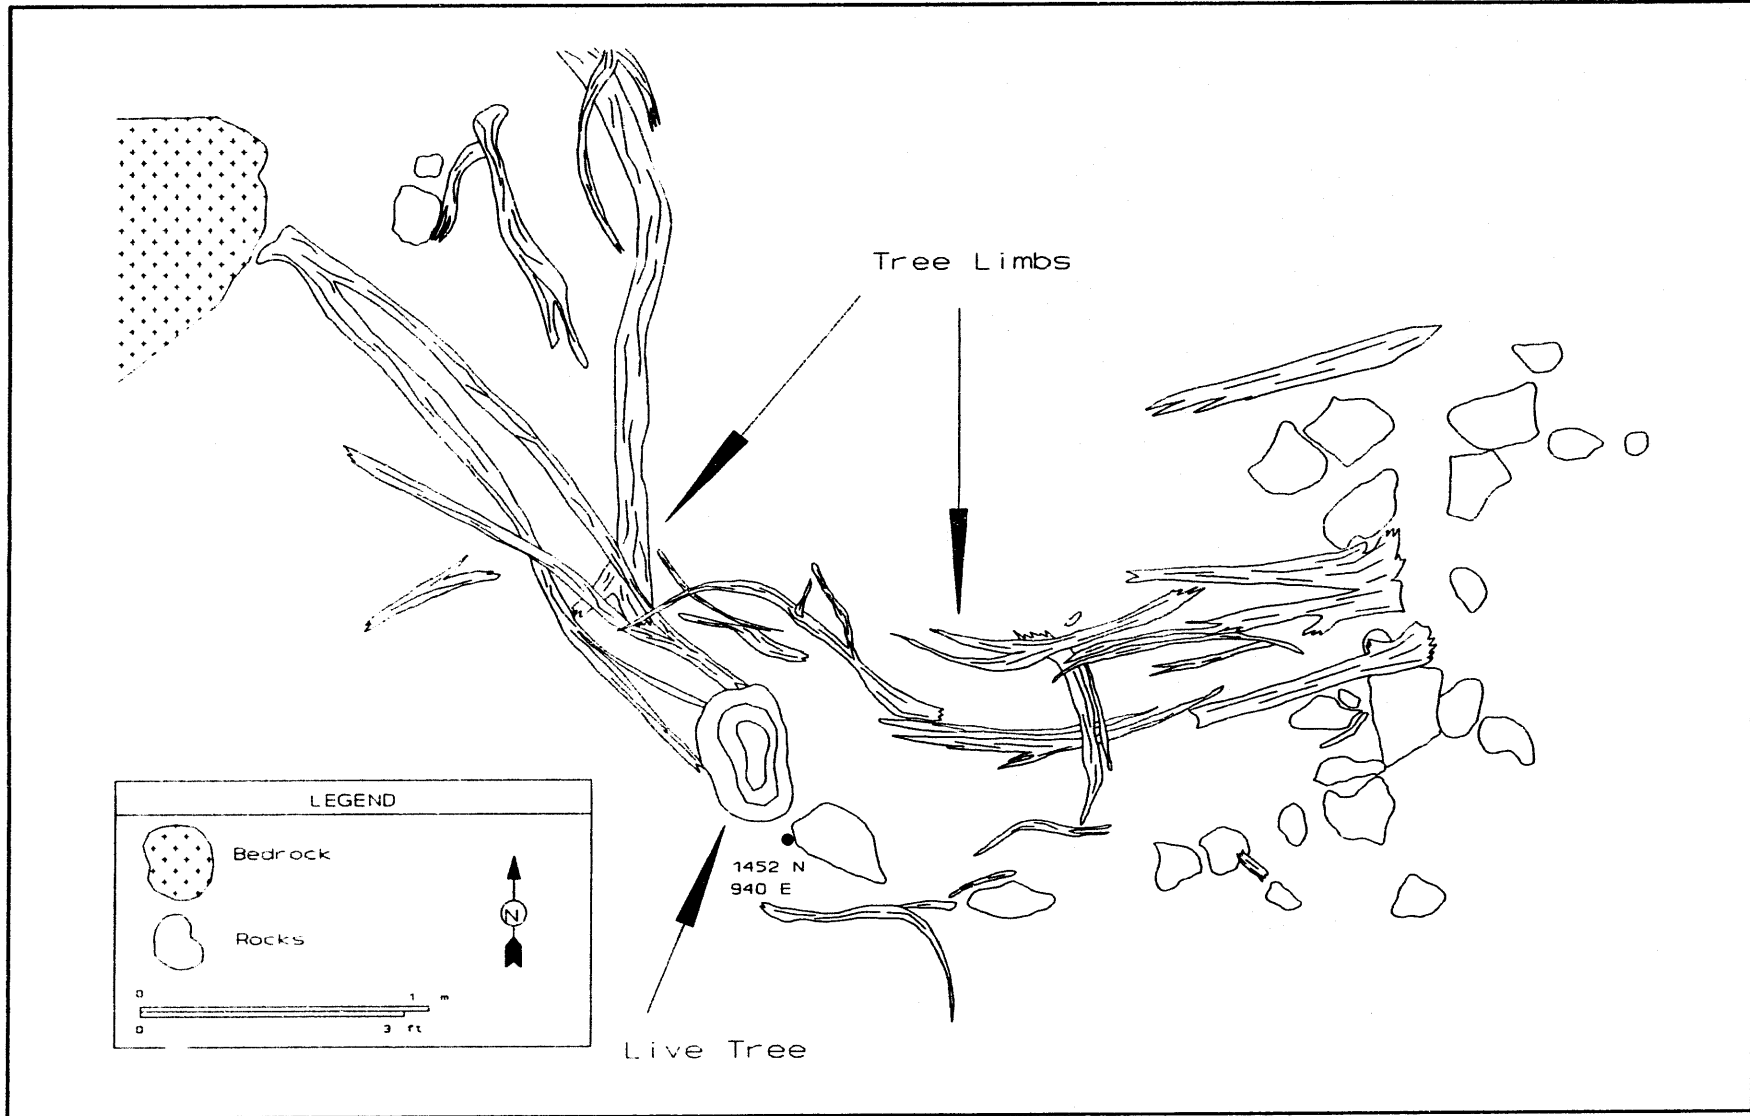 Tree Limbs
LEGEND
Bedrock
N
Rocks
0 1 m
0 3 ft
1452 N
940 E
Live Tree